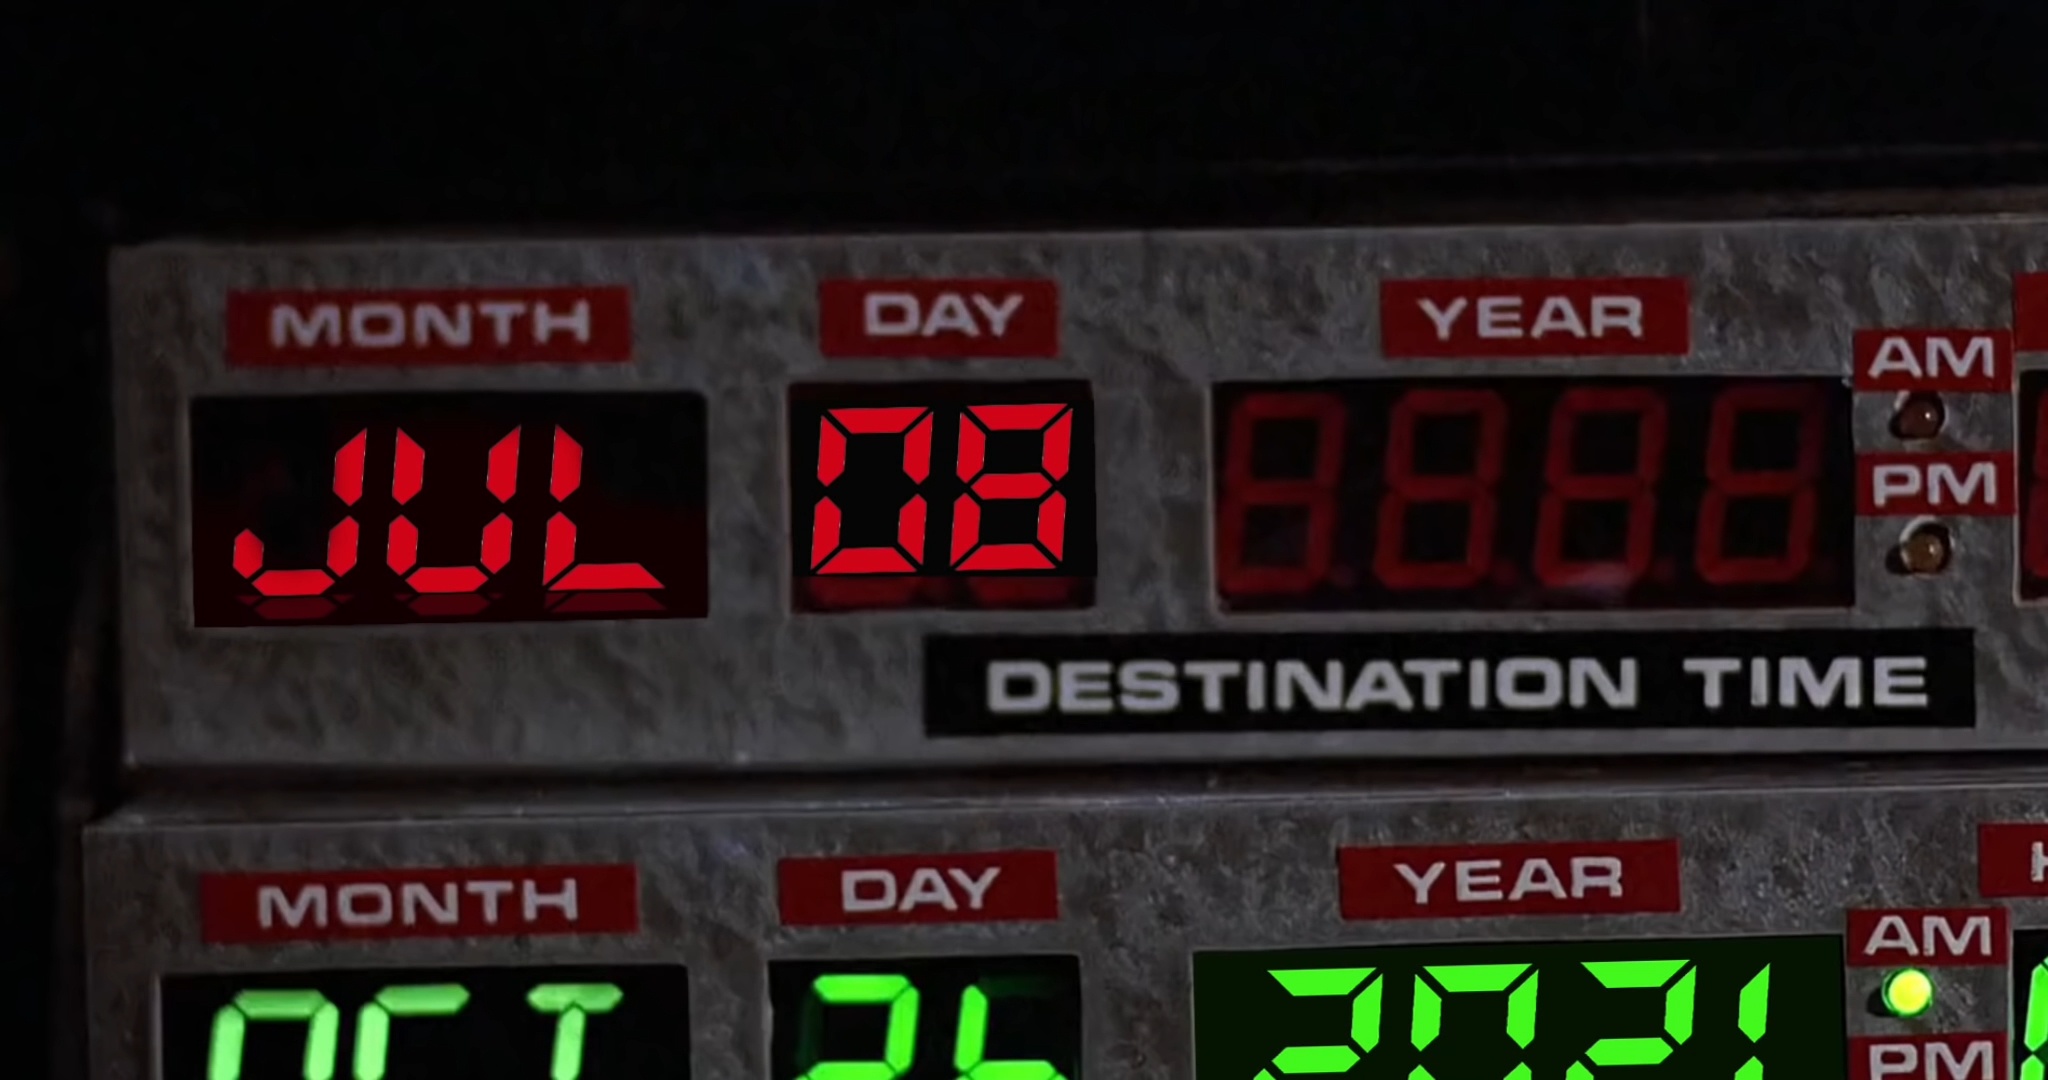 MONTH DAY YEAR
AM
JUL 08
PM
DESTINATION TIME
MONTH DAY YEAR
AM
OCT 26 2021
PM